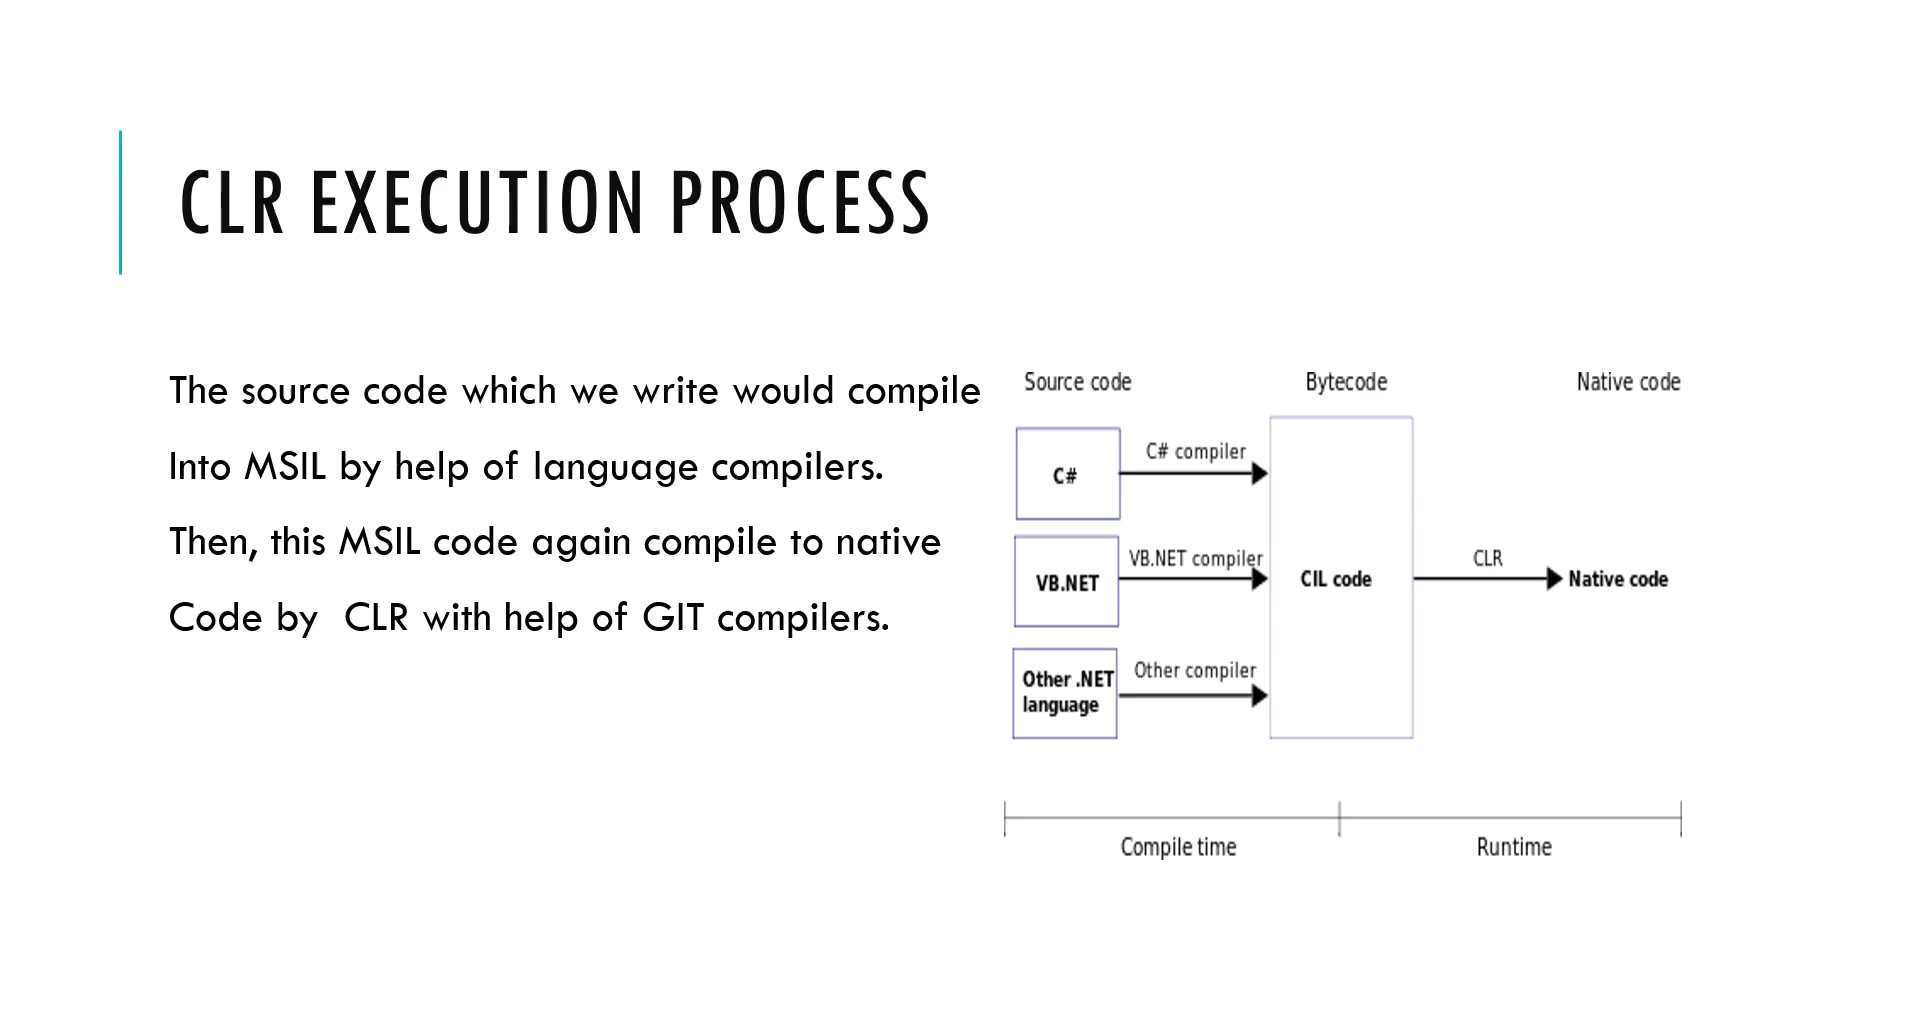 CLR EXECUTION PROCESS
The source code which we write would compile
Into MSIL by help of language compilers.
Then, this MSIL code again compile to native
Code by  CLR with help of GIT compilers.
Source code
Bytecode
Native code
C#
C# compiler
VB.NET
VB.NET compiler
Other .NET
language
Other compiler
CIL code
CLR
Native code
Compile time
Runtime